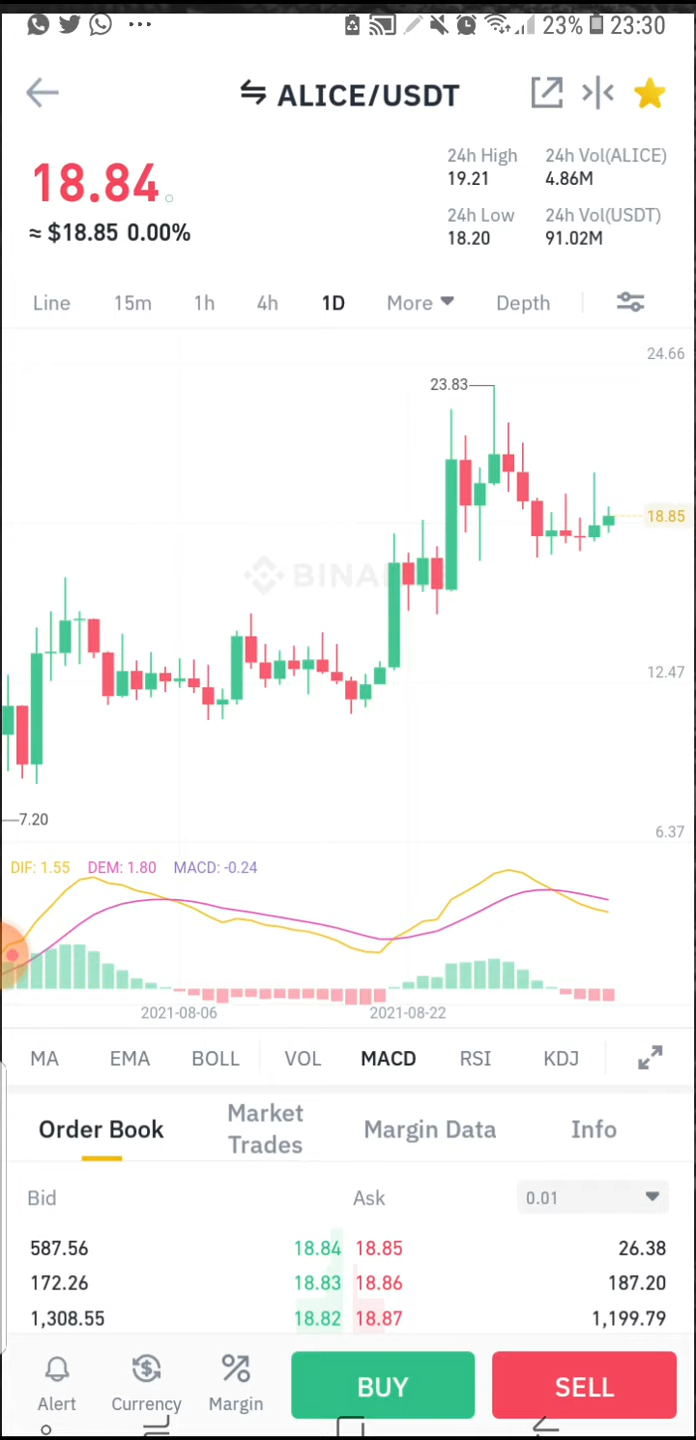 23% 23:30
ALICE/USDT
18.84
≈ $18.85 0.00%
24h High
19.21
24h Vol(ALICE)
4.86M
24h Low
18.20
24h Vol(USDT)
91.02M
Line 15m 1h 4h 1D More Depth
24.66
23.83
18.85
12.47
7.20
6.37
DIF: 1.55 DEM: 1.80 MACD: -0.24
2021-08-06 2021-08-22
MA EMA BOLL VOL MACD RSI KDJ
Order Book
Market
Trades
Margin Data
Info
Bid Ask 0.01
587.56 18.84 18.85 26.38
172.26 18.83 18.86 187.20
1,308.55 18.82 18.87 1,199.79
Alert Currency Margin BUY SELL